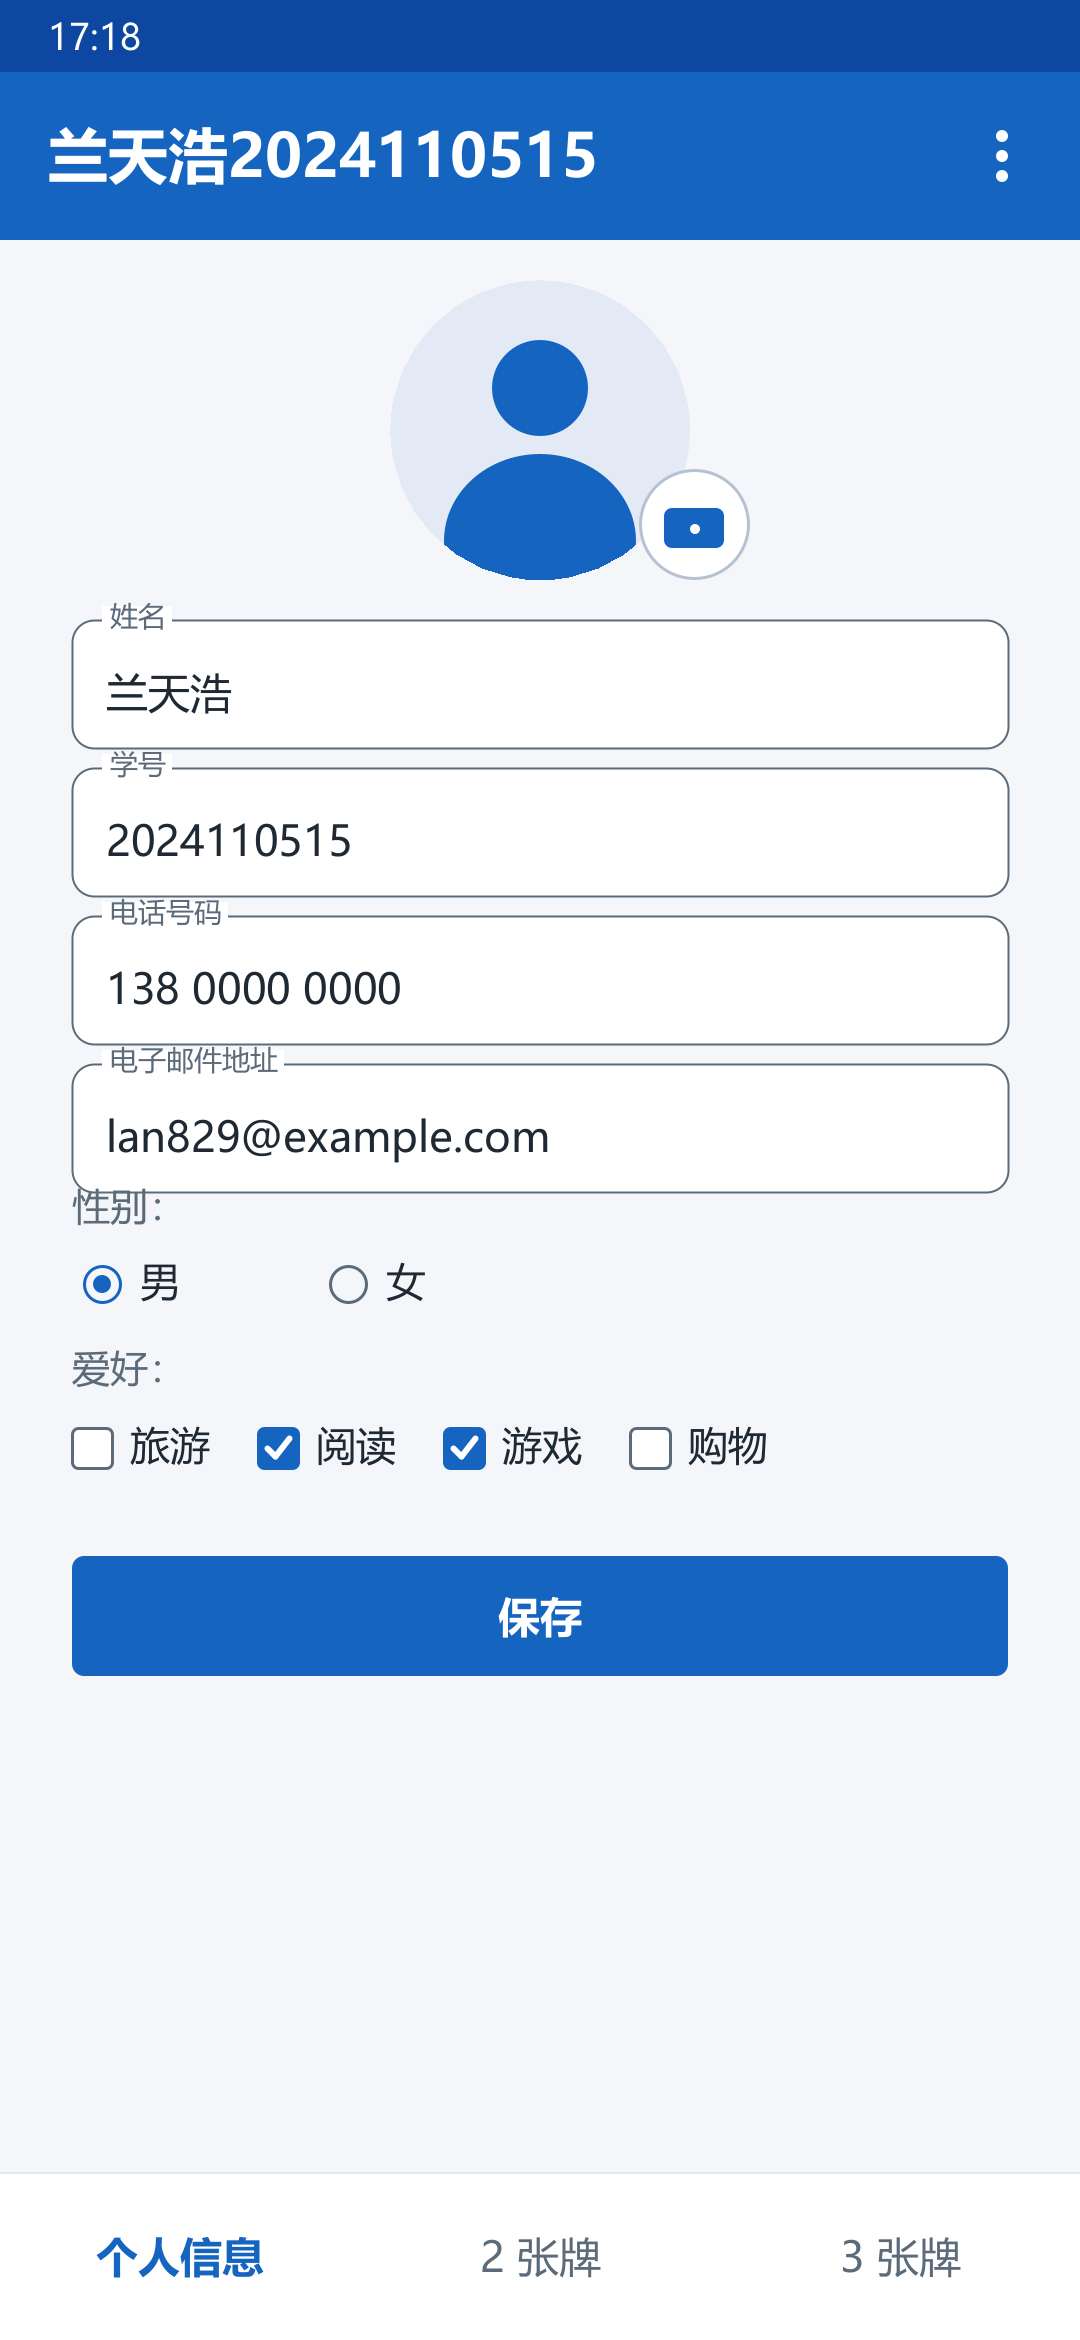 17:18
兰天浩2024110515
姓名
兰天浩
学号
2024110515
电话号码
138 0000 0000
电子邮件地址
lan829@example.com
性别：
男 女
爱好：
旅游 阅读 游戏 购物
保存
个人信息 2 张牌 3 张牌